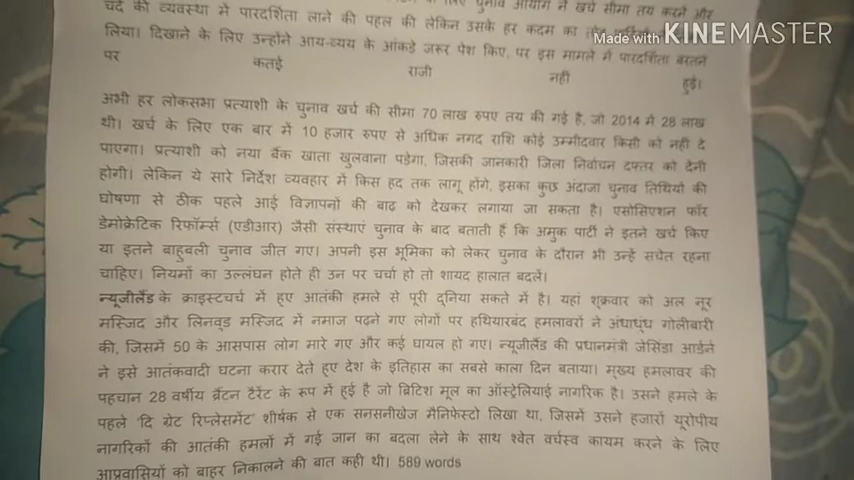 Made with KINEMASTER
चंदे की व्यवस्था में पारदर्शिता लाने की पहल की लेकिन उसके हर कदम का
लिया। दिखाने के लिए उन्होंने आय-व्यय के आंकड़े जरूर पेश किए, पर इस मामले में पारदर्शिता बरतने
पर कतई राजी नहीं हुई।
अभी हर लोकसभा प्रत्याशी के चुनाव खर्च की सीमा 70 लाख रुपए तय की गई है, जो 2014 में 28 लाख
थी। खर्च के लिए एक बार में 10 हजार रुपए से अधिक नगद राशि कोई उम्मीदवार किसी को नहीं दे
पाएगा। प्रत्याशी को नया बैंक खाता खुलवाना पड़ेगा, जिसकी जानकारी जिला निर्वाचन दफ्तर को देनी
होगी। लेकिन ये सारे निर्देश व्यवहार में किस हद तक लागू होंगे, इसका कुछ अंदाजा चुनाव तिथियों की
घोषणा से ठीक पहले आई विज्ञापनों की बाढ़ को देखकर लगाया जा सकता है। एसोसिएशन फॉर
डेमोक्रेटिक रिफॉर्म्स (एडीआर) जैसी संस्थाएं चुनाव के बाद बताती हैं कि अमुक पार्टी ने इतने खर्च किए
या इतने बाहुबली चुनाव जीत गए। अपनी इस भूमिका को लेकर चुनाव के दौरान भी उन्हें सचेत रहना
चाहिए। नियमों का उल्लंघन होते ही उन पर चर्चा हो तो शायद हालात बदलें।
न्यूजीलैंड के क्राइस्टचर्च में हुए आतंकी हमले से पूरी दुनिया सकते में है। यहां शुक्रवार को अल नूर
मस्जिद और लिनवुड मस्जिद में नमाज पढ़ने गए लोगों पर हथियारबंद हमलावरों ने अंधाधुंध गोलीबारी
की, जिसमें 50 के आसपास लोग मारे गए और कई घायल हो गए। न्यूजीलैंड की प्रधानमंत्री जेसिंडा आर्डर्न
ने इसे आतंकवादी घटना करार देते हुए देश के इतिहास का सबसे काला दिन बताया। मुख्य हमलावर की
पहचान 28 वर्षीय ब्रैंटन टैरेंट के रूप में हुई है जो ब्रिटिश मूल का ऑस्ट्रेलियाई नागरिक है। उसने हमले के
पहले 'दि ग्रेट रिप्लेसमेंट' शीर्षक से एक सनसनीखेज मैनिफेस्टो लिखा था, जिसमें उसने हजारों यूरोपीय
नागरिकों की आतंकी हमलों में गई जान का बदला लेने के साथ श्वेत वर्चस्व कायम करने के लिए
आप्रवासियों को बाहर निकालने की बात कही थी। 589 words